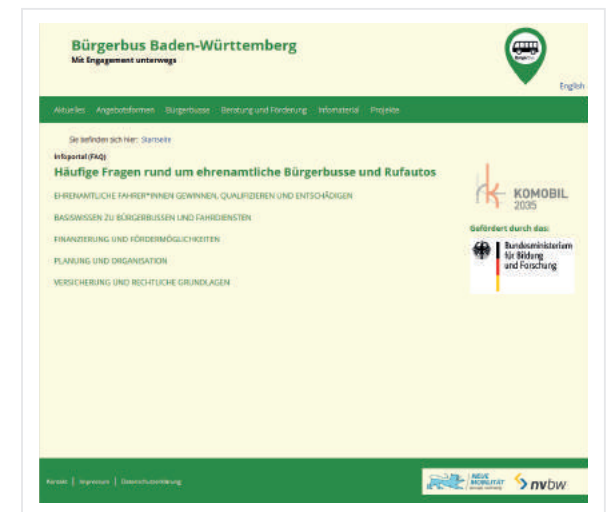 Bürgerbus Baden-Württemberg
Mit Engagement unterwegs
English
Aktuelles Angebotsformen Bürgerbusse Beratung und Förderung Infomaterial Projekte
Sie befinden sich hier: Startseite
Infoportal (FAQ)
Häufige Fragen rund um ehrenamtliche Bürgerbusse und Rufautos
EHRENAMTLICHE FAHRER*INNEN GEWINNEN, QUALIFIZIEREN UND ENTSCHÄDIGEN
BASISWISSEN ZU BÜRGERBUSSEN UND FAHRDIENSTEN
FINANZIERUNG UND FÖRDERMÖGLICHKEITEN
PLANUNG UND ORGANISATION
VERSICHERUNG UND RECHTLICHE GRUNDLAGEN
KOMOBIL
2035
Gefördert durch das:
Bundesministerium
für Bildung
und Forschung
Kontakt | Impressum | Datenschutzerklärung
NEUE
MOBILITÄT
nvbw